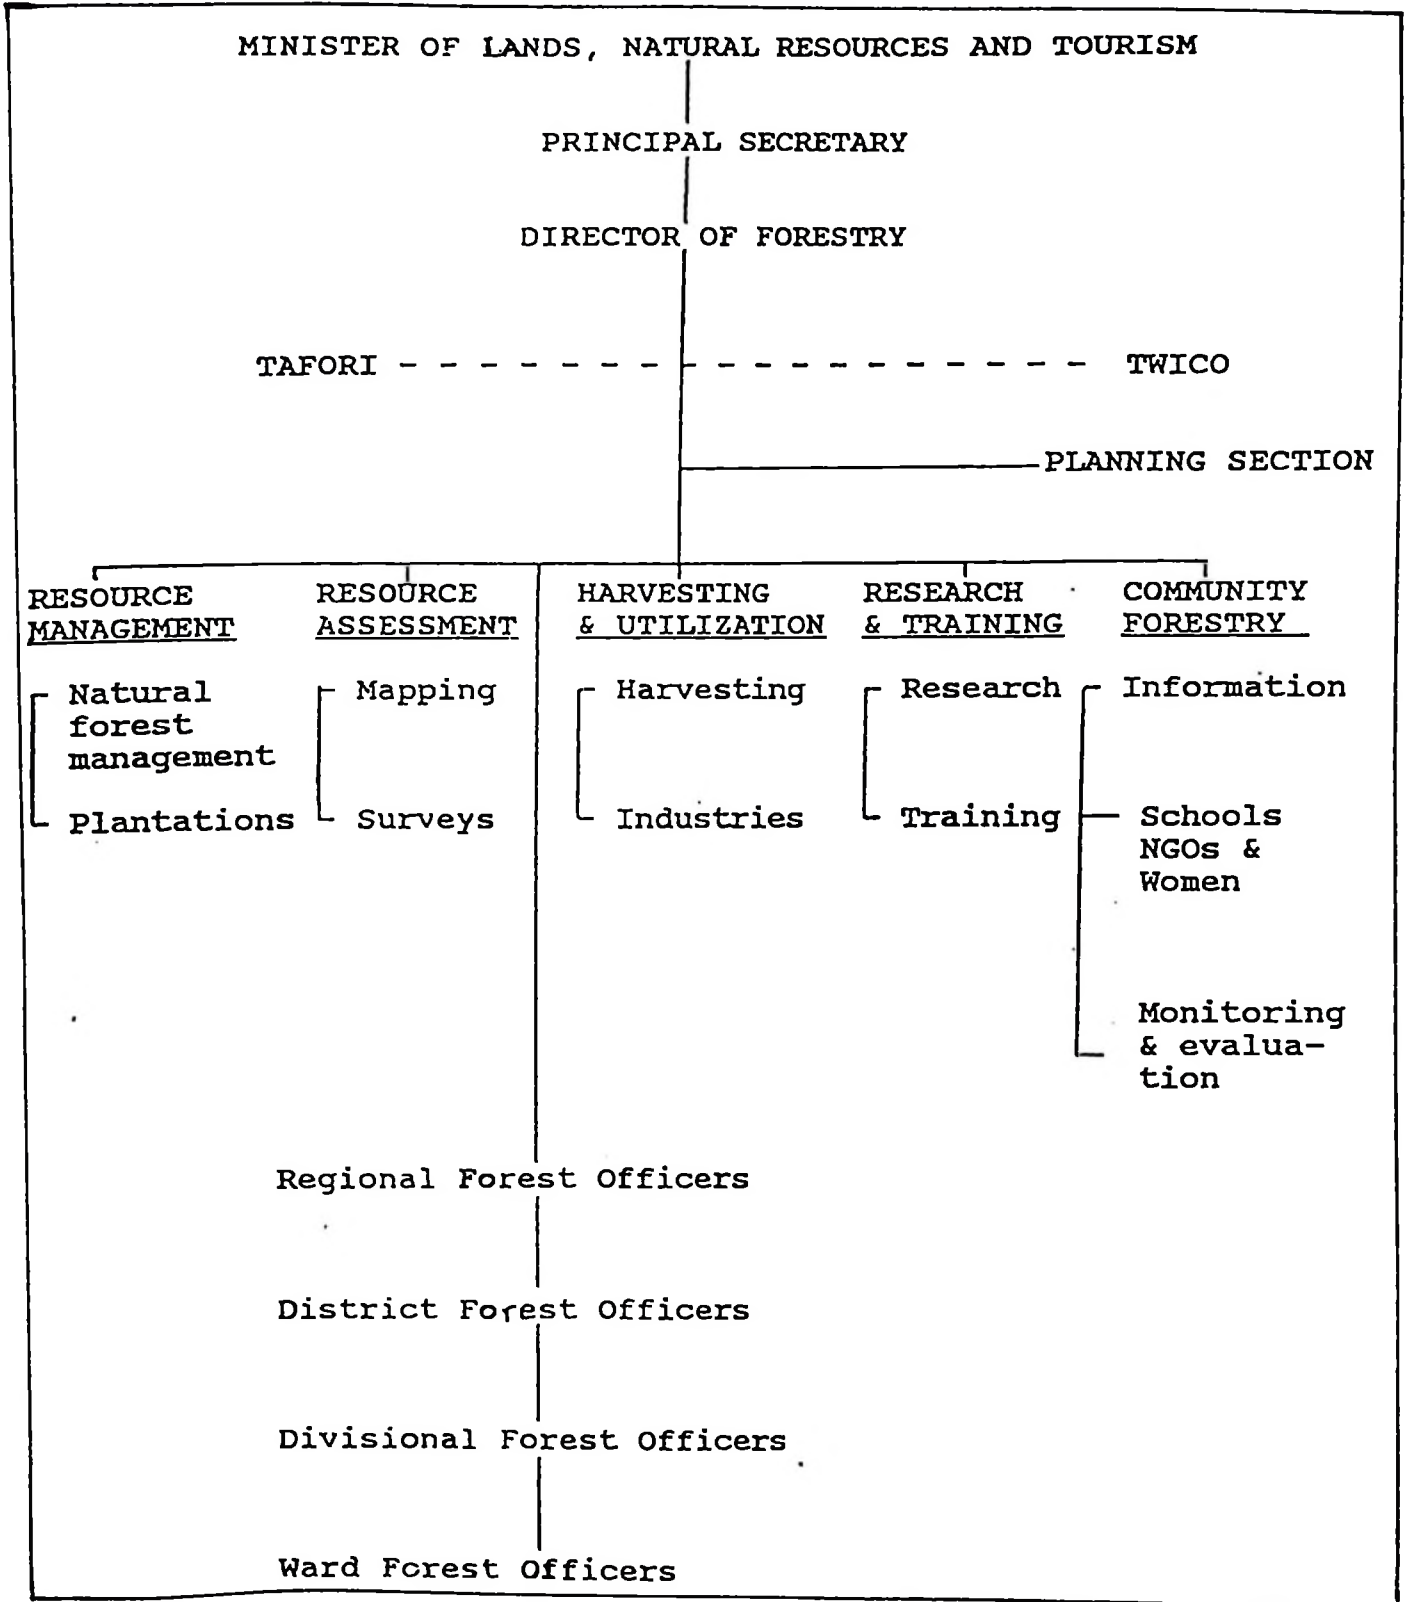 MINISTER OF LANDS, NATURAL RESOURCES AND TOURISM
PRINCIPAL SECRETARY
DIRECTOR OF FORESTRY
TAFORI
TWICO
PLANNING SECTION
RESOURCE
MANAGEMENT
Natural
forest
management
Plantations
RESOURCE
ASSESSMENT
Mapping
Surveys
HARVESTING
& UTILIZATION
Harvesting
Industries
RESEARCH
& TRAINING
Research
Training
COMMUNITY
FORESTRY
Information
Schools
NGOs &
Women
Monitoring
& evalua-
tion
Regional Forest Officers
District Forest Officers
Divisional Forest Officers
Ward Forest Officers